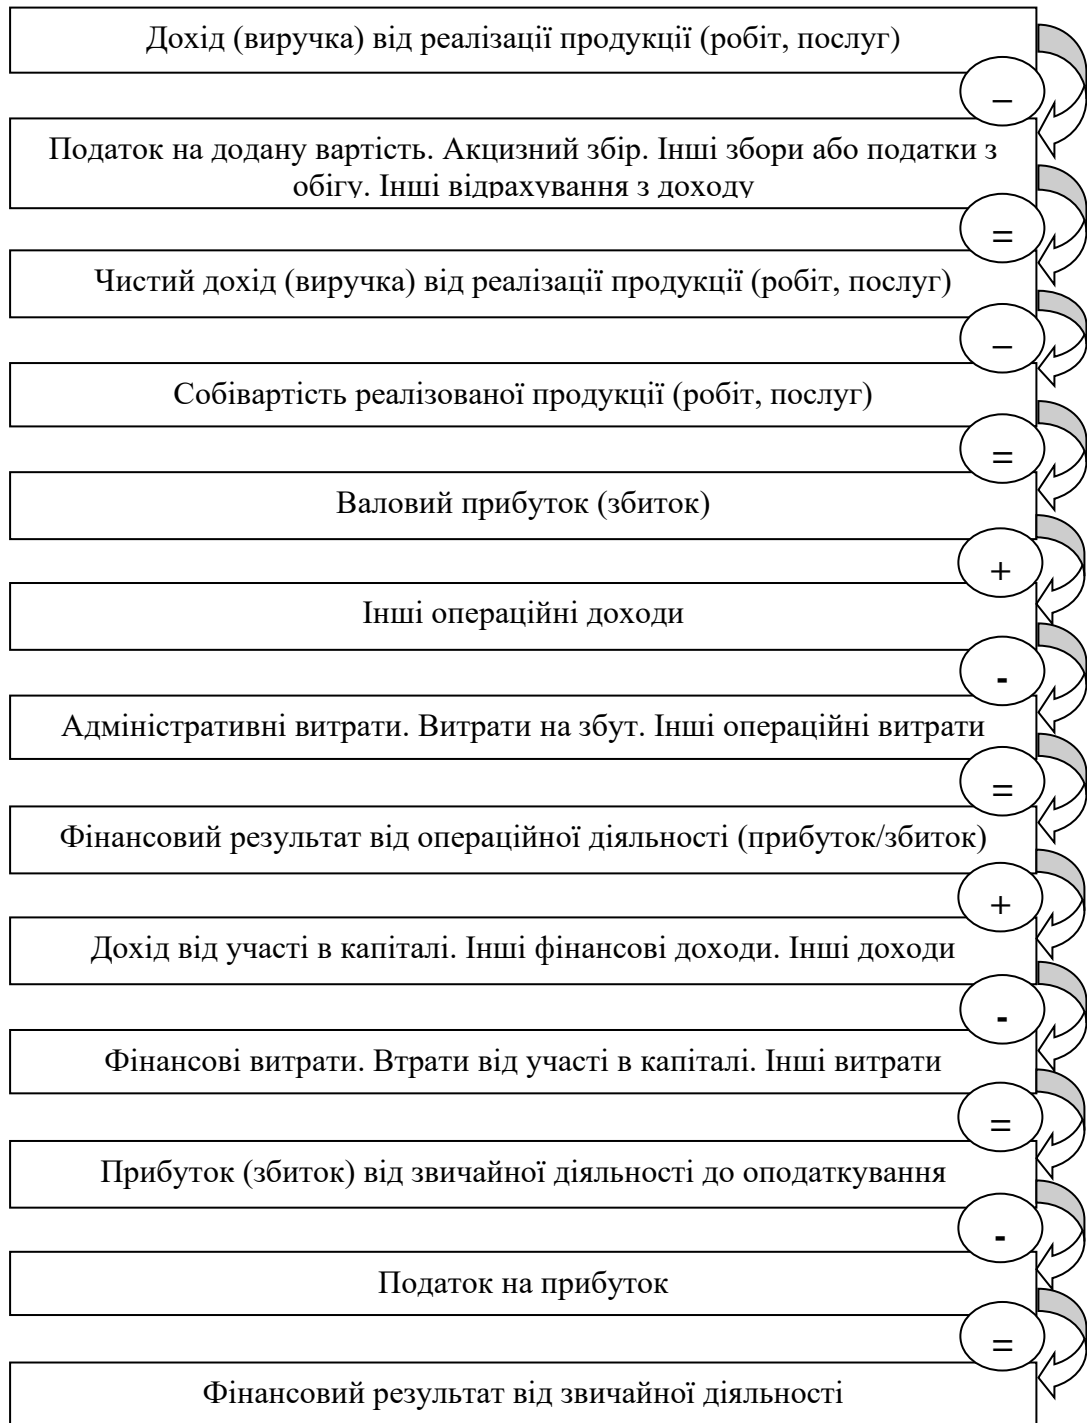 Дохід (виручка) від реалізації продукції (робіт, послуг)
–
Податок на додану вартість. Акцизний збір. Інші збори або податки з
обігу. Інші відрахування з доходу
=
Чистий дохід (виручка) від реалізації продукції (робіт, послуг)
–
Собівартість реалізованої продукції (робіт, послуг)
=
Валовий прибуток (збиток)
+
Інші операційні доходи
-
Адміністративні витрати. Витрати на збут. Інші операційні витрати
=
Фінансовий результат від операційної діяльності (прибуток/збиток)
+
Дохід від участі в капіталі. Інші фінансові доходи. Інші доходи
-
Фінансові витрати. Втрати від участі в капіталі. Інші витрати
=
Прибуток (збиток) від звичайної діяльності до оподаткування
-
Податок на прибуток
=
Фінансовий результат від звичайної діяльності